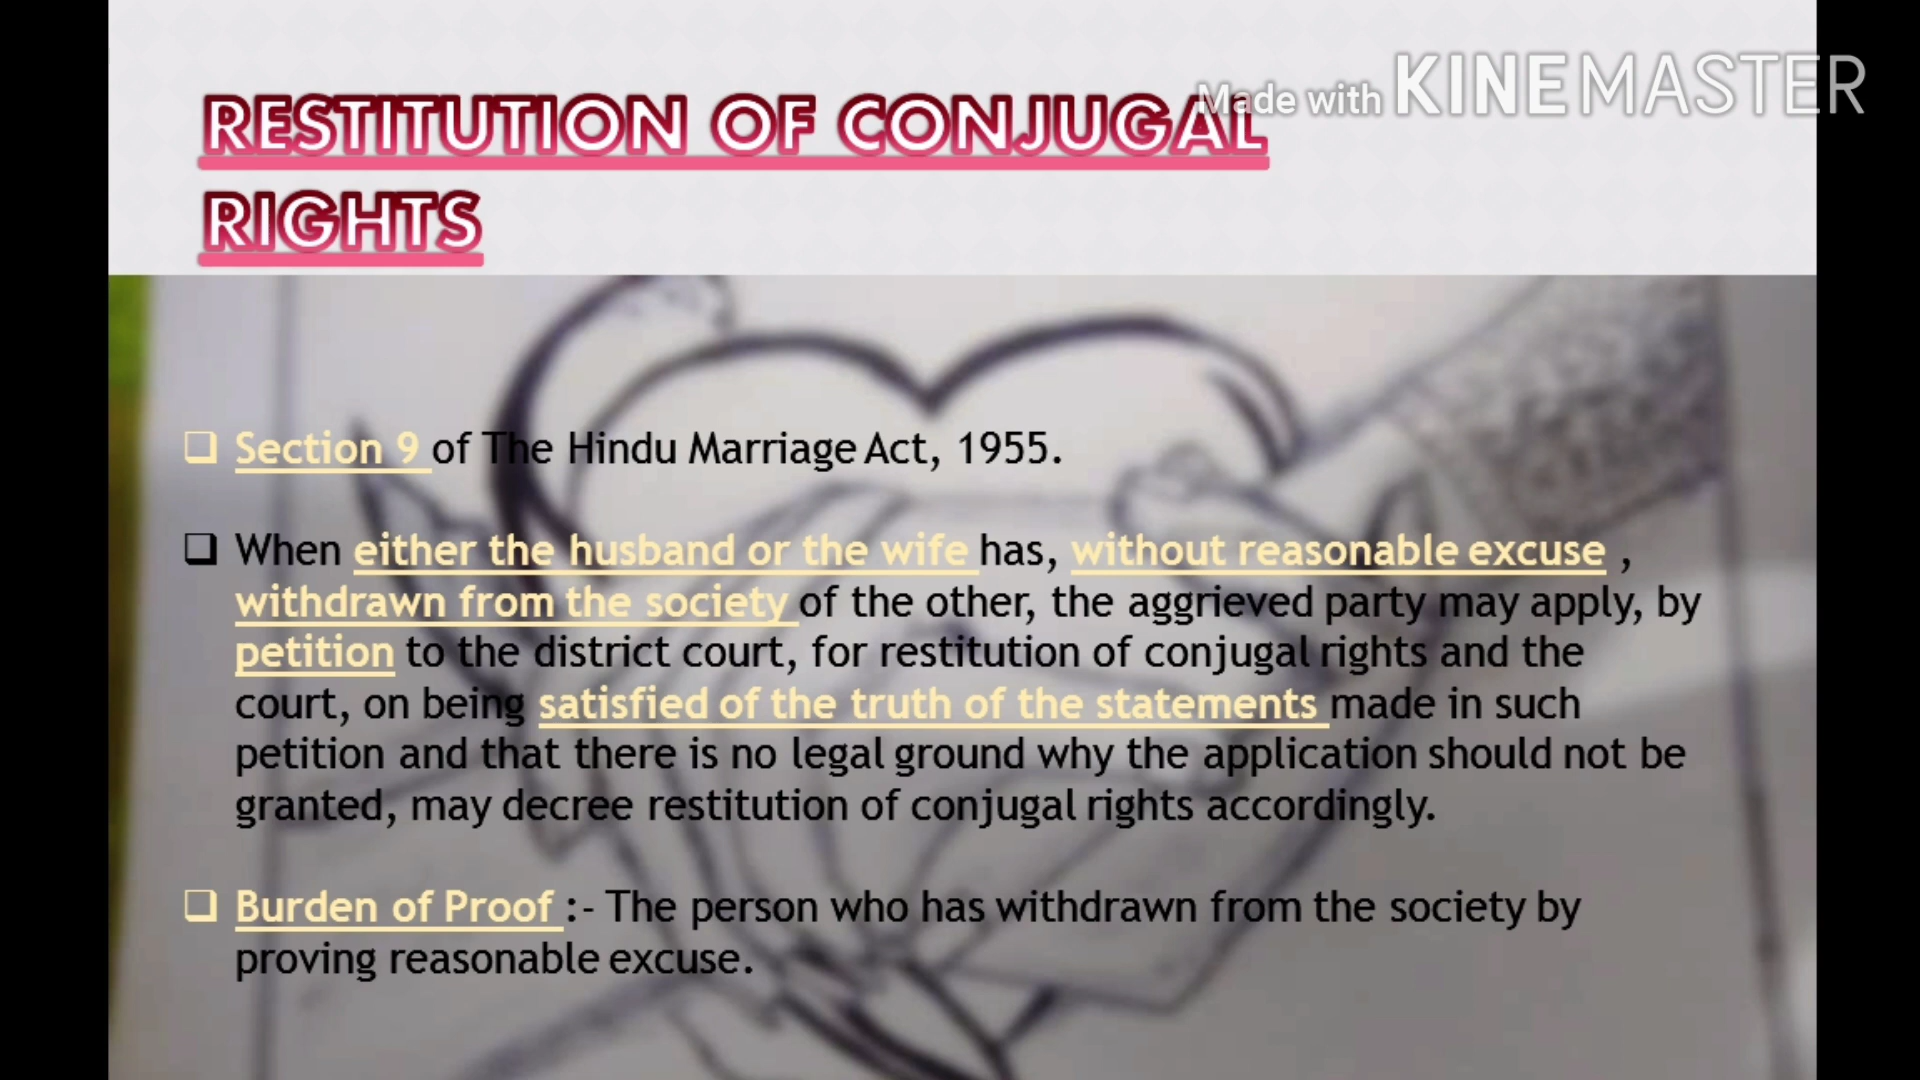 Made with KINEMASTER
RESTITUTION OF CONJUGAL
RIGHTS
❑ Section 9 of The Hindu Marriage Act, 1955.
❑ When either the husband or the wife has, without reasonable excuse ,
withdrawn from the society of the other, the aggrieved party may apply, by
petition to the district court, for restitution of conjugal rights and the
court, on being satisfied of the truth of the statements made in such
petition and that there is no legal ground why the application should not be
granted, may decree restitution of conjugal rights accordingly.
❑ Burden of Proof :- The person who has withdrawn from the society by
proving reasonable excuse.